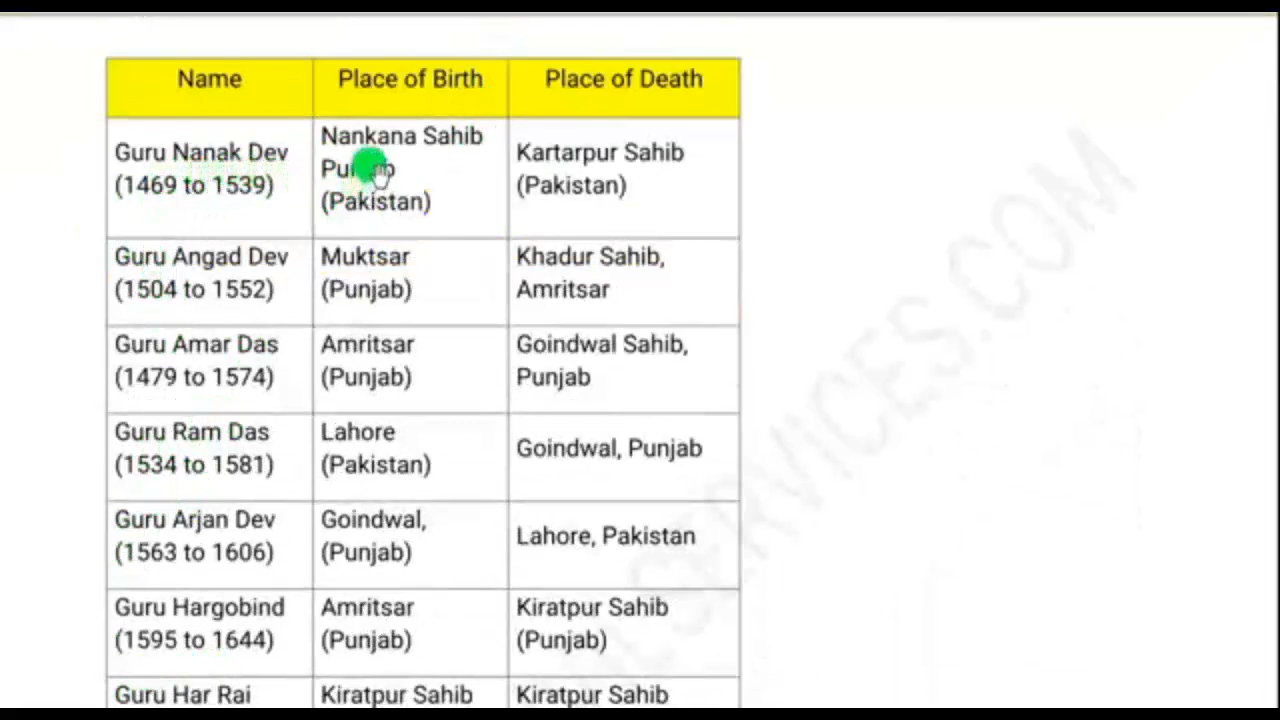 Name
Place of Birth
Place of Death
Guru Nanak Dev
(1469 to 1539)
Nankana Sahib
(Pakistan)
Kartarpur Sahib
(Pakistan)
Guru Angad Dev
(1504 to 1552)
Muktsar
(Punjab)
Khadur Sahib,
Amritsar
Guru Amar Das
(1479 to 1574)
Amritsar
(Punjab)
Goindwal Sahib,
Punjab
Guru Ram Das
(1534 to 1581)
Lahore
(Pakistan)
Goindwal, Punjab
Guru Arjan Dev
(1563 to 1606)
Goindwal,
(Punjab)
Lahore, Pakistan
Guru Hargobind
(1595 to 1644)
Amritsar
(Punjab)
Kiratpur Sahib
(Punjab)
Guru Har Rai
Kiratpur Sahib
Kiratpur Sahib
SERVICES.COM